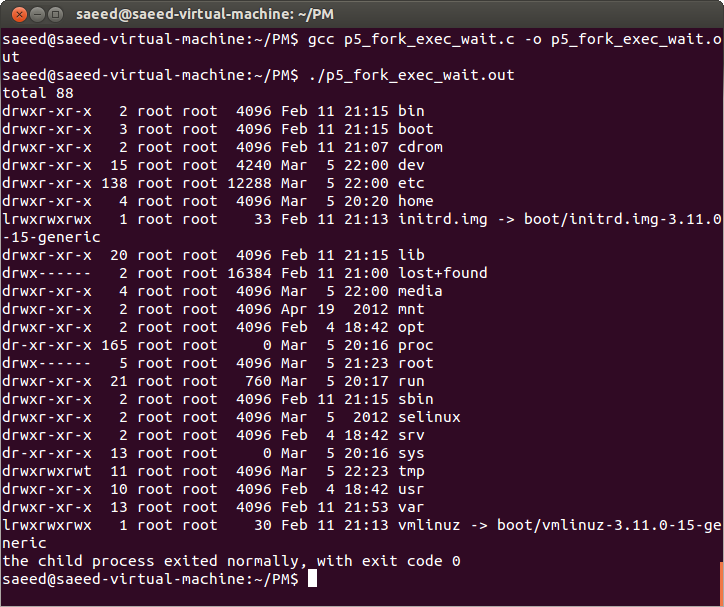 saeed@saeed-virtual-machine: ~/PM
saeed@saeed-virtual-machine:~/PM$ gcc p5_fork_exec_wait.c -o p5_fork_exec_wait.o
ut
saeed@saeed-virtual-machine:~/PM$ ./p5_fork_exec_wait.out
total 88
drwxr-xr-x   2 root root  4096 Feb 11 21:15 bin
drwxr-xr-x   3 root root  4096 Feb 11 21:15 boot
drwxr-xr-x   2 root root  4096 Feb 11 21:07 cdrom
drwxr-xr-x  15 root root  4240 Mar  5 22:00 dev
drwxr-xr-x 138 root root 12288 Mar  5 22:00 etc
drwxr-xr-x   4 root root  4096 Mar  5 20:20 home
lrwxrwxrwx   1 root root    33 Feb 11 21:13 initrd.img -> boot/initrd.img-3.11.0
-15-generic
drwxr-xr-x  20 root root  4096 Feb 11 21:15 lib
drwx------   2 root root 16384 Feb 11 21:00 lost+found
drwxr-xr-x   4 root root  4096 Mar  5 22:00 media
drwxr-xr-x   2 root root  4096 Apr 19  2012 mnt
drwxr-xr-x   2 root root  4096 Feb  4 18:42 opt
dr-xr-xr-x 165 root root     0 Mar  5 20:16 proc
drwx------   5 root root  4096 Mar  5 21:23 root
drwxr-xr-x  21 root root   760 Mar  5 20:17 run
drwxr-xr-x   2 root root  4096 Feb 11 21:15 sbin
drwxr-xr-x   2 root root  4096 Mar  5  2012 selinux
drwxr-xr-x   2 root root  4096 Feb  4 18:42 srv
dr-xr-xr-x  13 root root     0 Mar  5 20:16 sys
drwxrwxrwt  11 root root  4096 Mar  5 22:23 tmp
drwxr-xr-x  10 root root  4096 Feb  4 18:42 usr
drwxr-xr-x  13 root root  4096 Feb 11 21:53 var
lrwxrwxrwx   1 root root    30 Feb 11 21:13 vmlinuz -> boot/vmlinuz-3.11.0-15-ge
neric
the child process exited normally, with exit code 0
saeed@saeed-virtual-machine:~/PM$